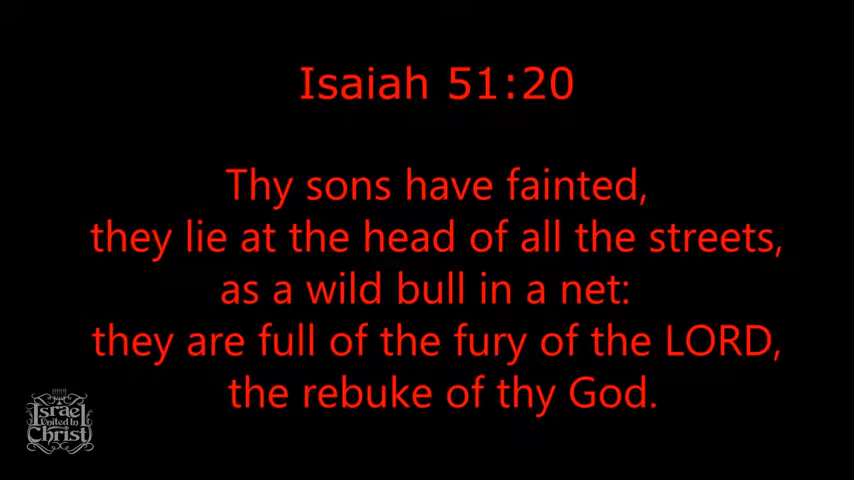 Isaiah 51:20
Thy sons have fainted,
they lie at the head of all the streets,
as a wild bull in a net:
they are full of the fury of the LORD,
the rebuke of thy God.
Israel
United In
Christ